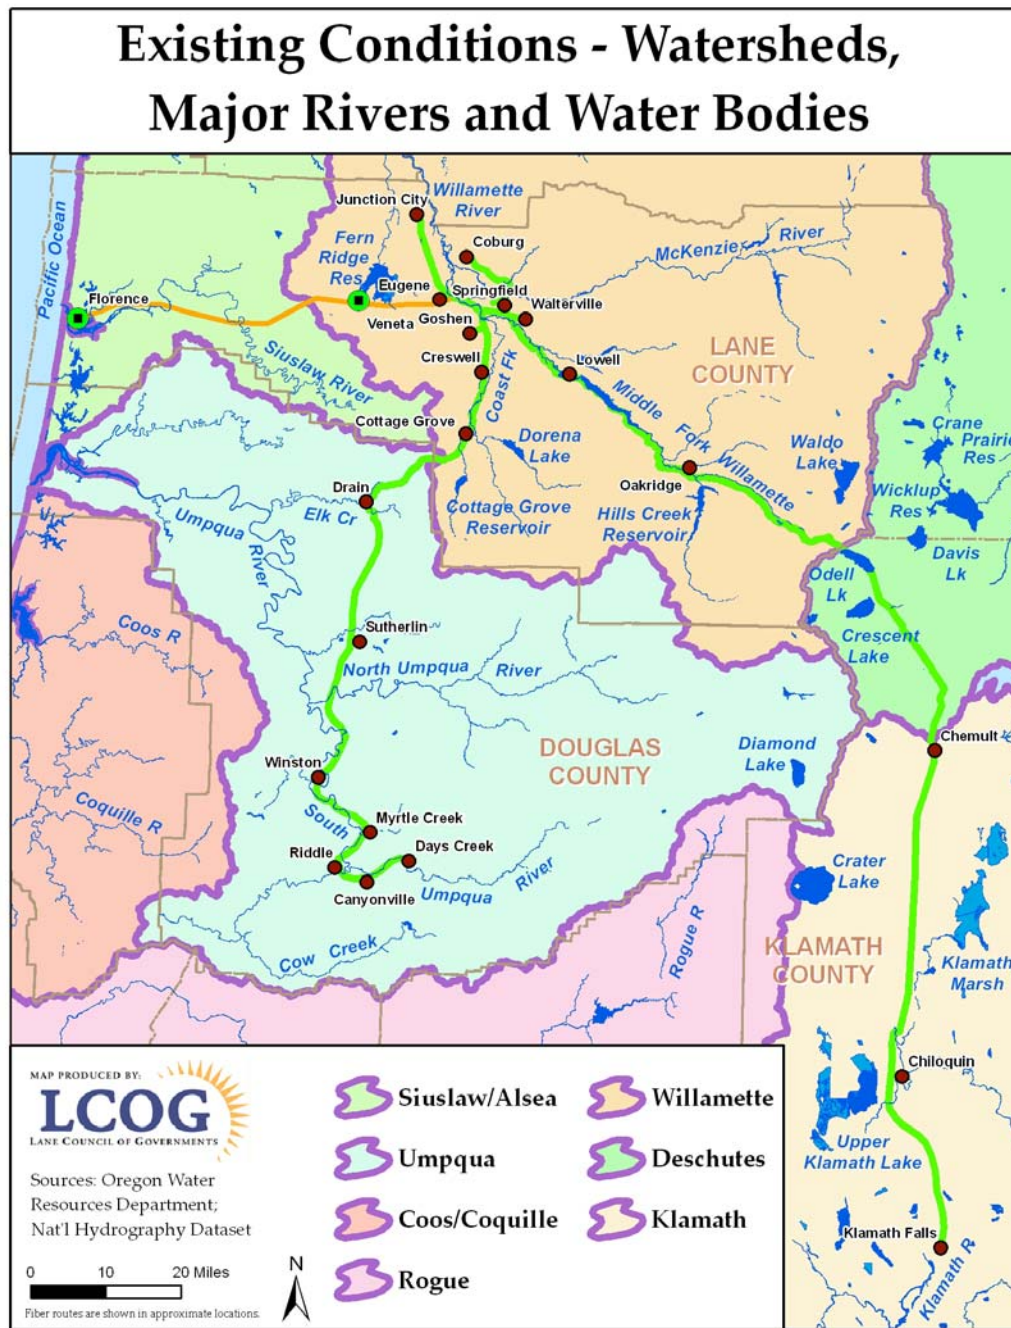 Existing Conditions - Watersheds,
Major Rivers and Water Bodies
Pacific Ocean
Florence
Siuslaw River
Junction City
Willamette
River
Coburg
McKenzie River
Fern
Ridge
Res
Eugene
Springfield
Walterville
Veneta
Goshen
Creswell
Coast Fk
Lowell
LANE
COUNTY
Middle
Fork
Willamette
Cottage Grove
Dorena
Lake
Waldo
Lake
Crane
Prairie
Res
Wicklup
Res
Davis
Lk
Oakridge
Drain
Elk Cr
Cottage Grove
Reservoir
Hills Creek
Reservoir
Odell
Lk
Crescent
Lake
Umpqua
River
Coos R
Sutherlin
North Umpqua River
DOUGLAS
COUNTY
Diamond
Lake
Chemult
Winston
South
Myrtle Creek
Coquille R
Riddle
Days Creek
Canyonville
Umpqua
River
Cow Creek
Rogue R
Crater
Lake
KLAMATH
COUNTY
Klamath
Marsh
Chiloquin
Upper
Klamath Lake
Klamath Falls
Klamath R
MAP PRODUCED BY:
LCOG
LANE COUNCIL OF GOVERNMENTS
Sources: Oregon Water
Resources Department;
Nat'l Hydrography Dataset
0 10 20 Miles
N
Fiber routes are shown in approximate locations.
Siuslaw/Alsea
Umpqua
Coos/Coquille
Rogue
Willamette
Deschutes
Klamath